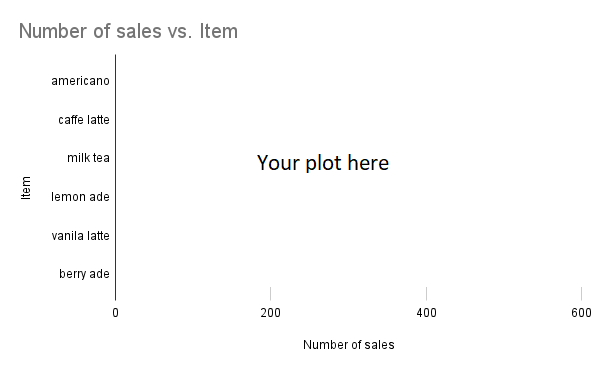 Number of sales vs. Item
americano
caffe latte
milk tea
Your plot here
Item
lemon ade
vanila latte
berry ade
0
200
400
600
Number of sales